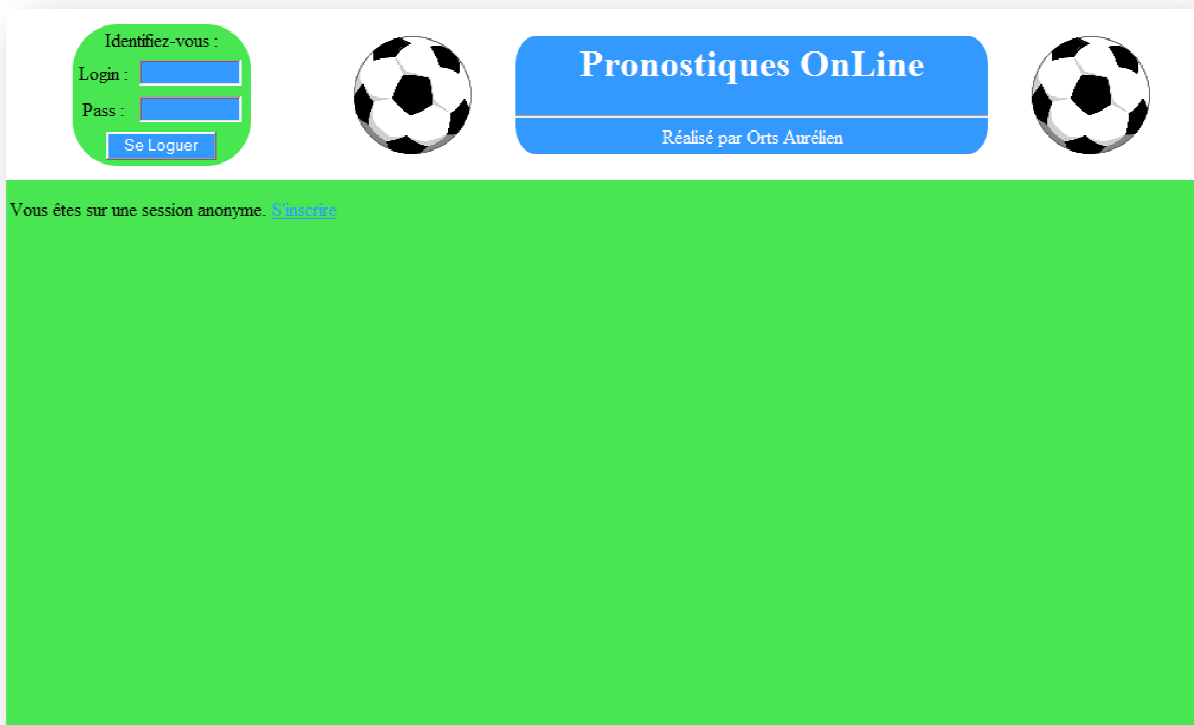 Identifiez-vous :
Login :
Pass :
Se Loguer
Pronostiques OnLine
Réalisé par Orts Aurélien
Vous êtes sur une session anonyme. S'inscrire